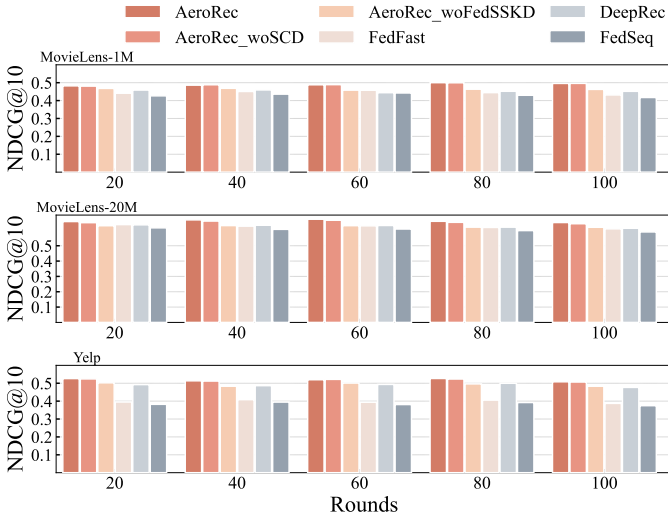 AeroRec AeroRec_woFedSSKD DeepRec
AeroRec_woSCD FedFast FedSeq
MovieLens-1M
NDCG@10
0.5
0.4
0.3
0.2
0.1
20 40 60 80 100
MovieLens-20M
NDCG@10
0.5
0.4
0.3
0.2
0.1
20 40 60 80 100
Yelp
NDCG@10
0.5
0.4
0.3
0.2
0.1
20 40 60 80 100
Rounds